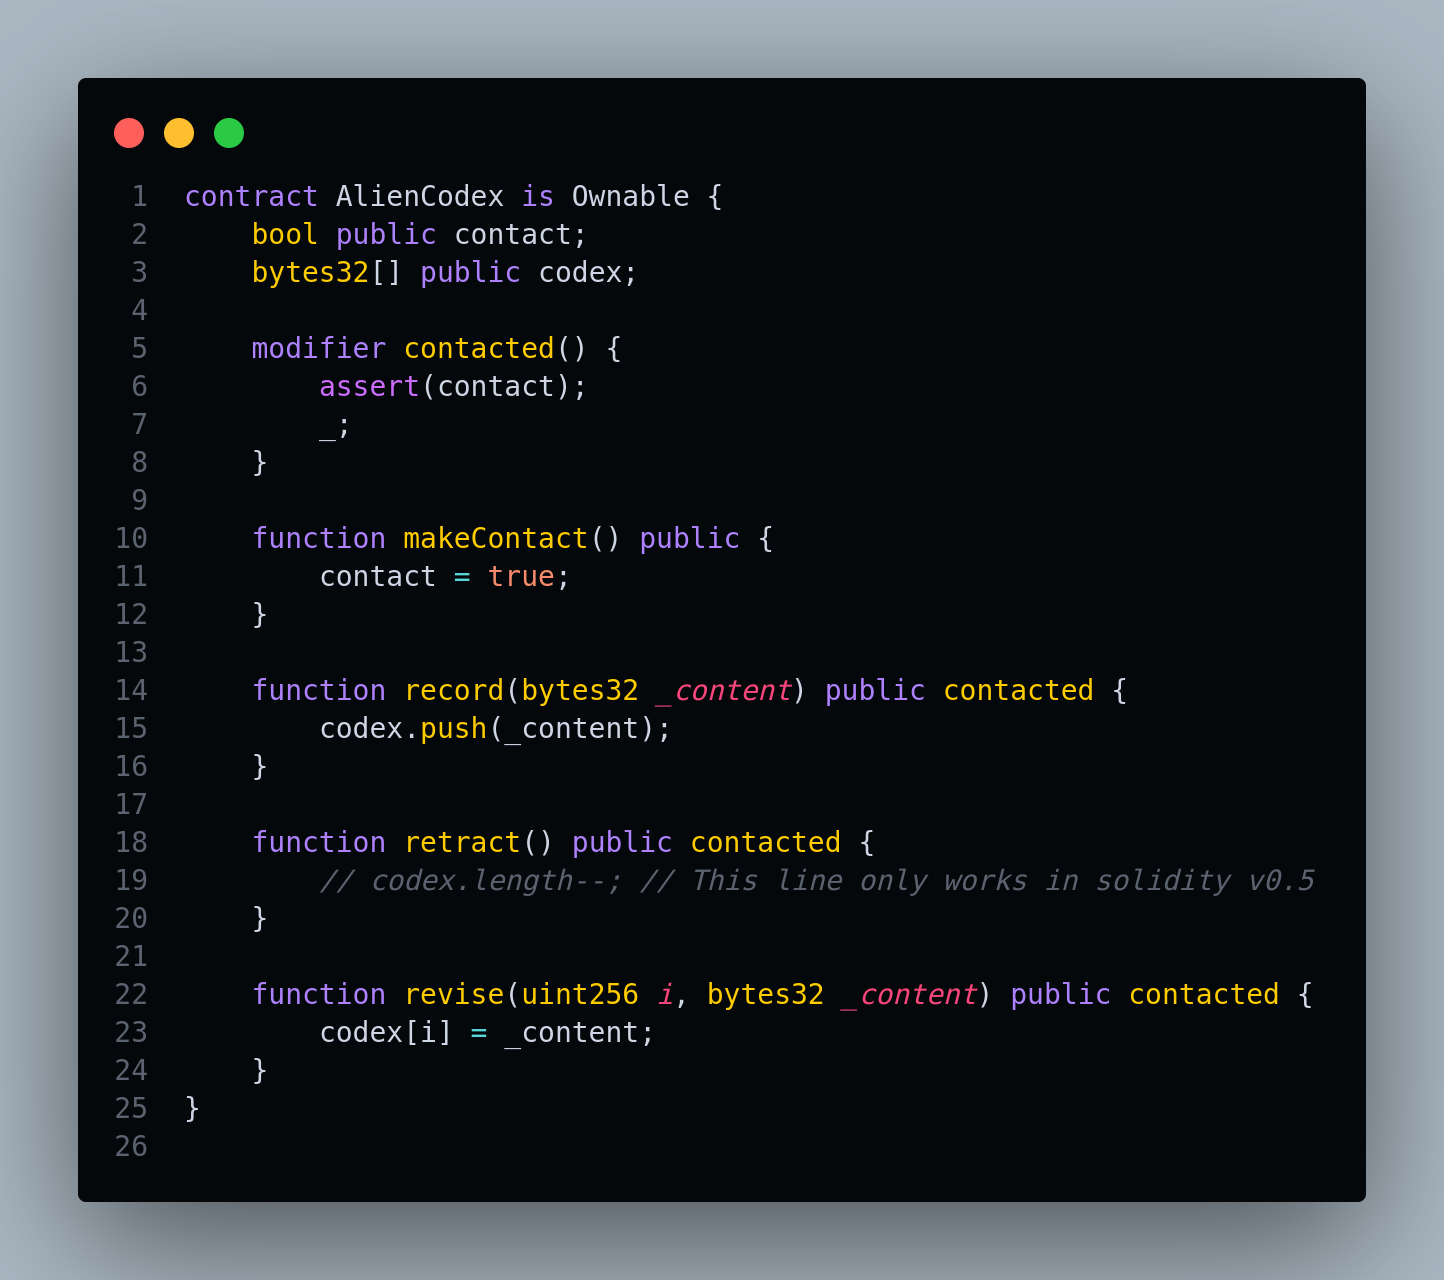 1 contract AlienCodex is Ownable {
2     bool public contact;
3     bytes32[] public codex;
4
5     modifier contacted() {
6         assert(contact);
7         _;
8     }
9
10     function makeContact() public {
11         contact = true;
12     }
13
14     function record(bytes32 _content) public contacted {
15         codex.push(_content);
16     }
17
18     function retract() public contacted {
19         // codex.length--; // This line only works in solidity v0.5
20     }
21
22     function revise(uint256 i, bytes32 _content) public contacted {
23         codex[i] = _content;
24     }
25 }
26